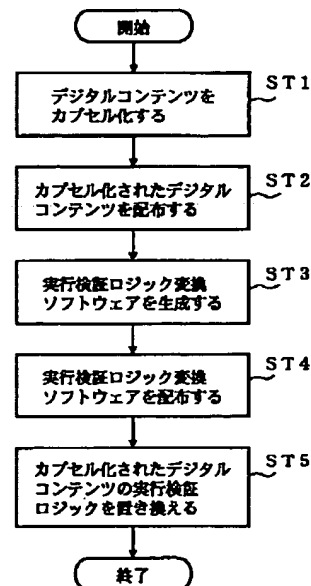 開始
デジタルコンテンツを
カプセル化する
ST1
カプセル化されたデジタル
コンテンツを配布する
ST2
実行検証ロジック変換
ソフトウェアを生成する
ST3
実行検証ロジック変換
ソフトウェアを配布する
ST4
カプセル化されたデジタル
コンテンツの実行検証
ロジックを置き換える
ST5
終了